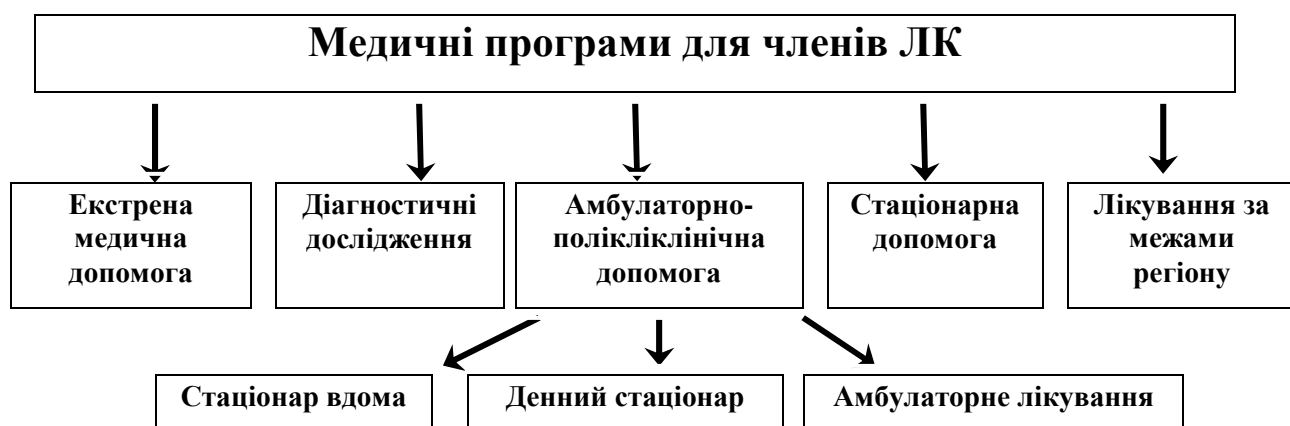 Медичні програми для членів ЛК
Екстрена
медична
допомога
Діагностичні
дослідження
Амбулаторно-
полікліклінічна
допомога
Стаціонарна
допомога
Лікування за
межами
регіону
Стаціонар вдома
Денний стаціонар
Амбулаторне лікування